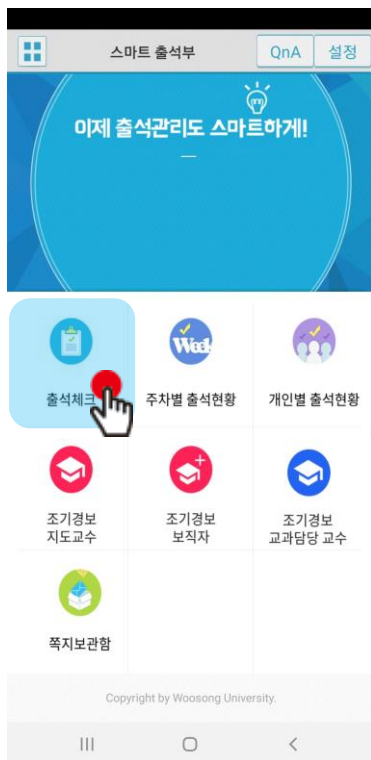 스마트 출석부
QnA
설정
이제 출석관리도 스마트하게!
Week
출석체크
주차별 출석현황
개인별 출석현황
조기경보
지도교수
조기경보
보직자
조기경보
교과담당 교수
쪽지보관함
Copyright by Woosong University.